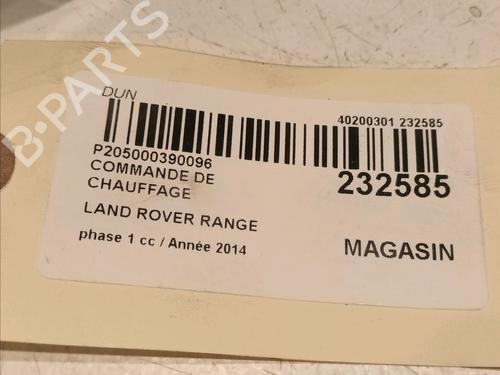 DUN
40200301 232585
P205000390096
COMMANDE DE
CHAUFFAGE
232585
LAND ROVER RANGE
phase 1 cc / Année 2014
MAGASIN
B-PARTS